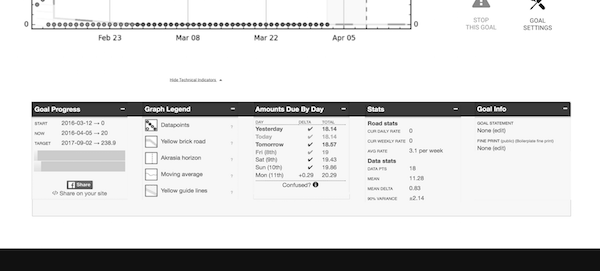 0
0
Feb 23 Mar 08 Mar 22 Apr 05
STOP
THIS GOAL
GOAL
SETTINGS
Hide Technical Indicators
Goal Progress
START 2016-03-12 → 0
NOW 2016-04-05 → 20
TARGET 2017-09-02 → 238.9
Share
Share on your site
Graph Legend
Datapoints
Yellow brick road
Akrasia horizon
Moving average
Yellow guide lines
Amounts Due By Day
DAY DELTA TOTAL
Yesterday ✔ 18.14
Today ✔ 18.14
Tomorrow ✔ 18.57
Fri (8th) ✔ 19
Sat (9th) ✔ 19.43
Sun (10th) ✔ 19.86
Mon (11th) +0.29 20.29
Confused?
Stats
Road stats
CUR DAILY RATE 0
CUR WEEKLY RATE 0
AVG RATE 3.1 per week
Data stats
DATA PTS 18
MEAN 11.28
MEAN DELTA 0.83
90% VARIANCE ±2.14
Goal Info
GOAL STATEMENT
None (edit)
FINE PRINT (public) (Boilerplate fine print)
None (edit)